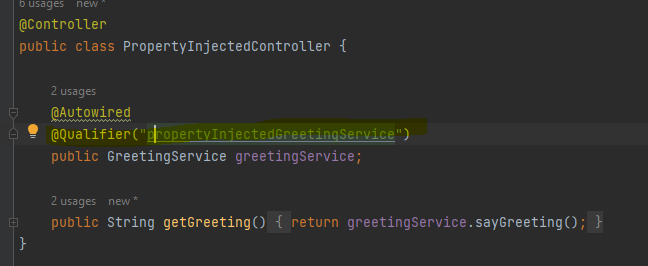 6 usages new *
@Controller
public class PropertyInjectedController {
2 usages
@Autowired
@Qualifier("propertyInjectedGreetingService")
public GreetingService greetingService;
2 usages new *
public String getGreeting() { return greetingService.sayGreeting(); }
}